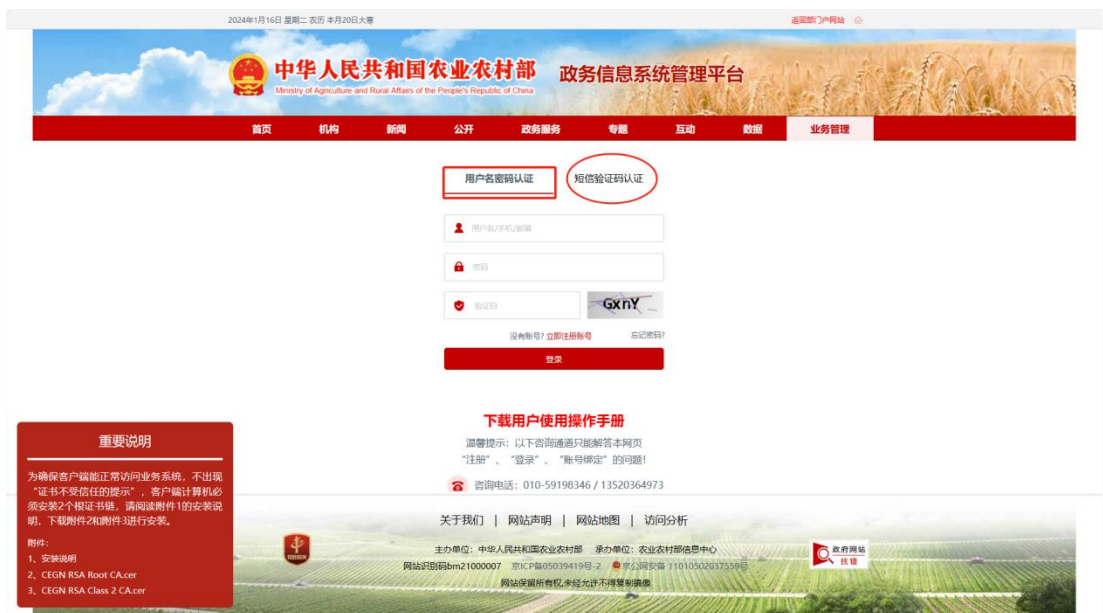 2024年1月16日 星期二 农历 本月20日大寒
返回部门户网站
中华人民共和国农业农村部
Ministry of Agriculture and Rural Affairs of the People's Republic of China
政务信息系统管理平台
首页 机构 新闻 公开 政务服务 专题 互动 数据 业务管理
用户名密码认证 短信验证码认证
用户名/手机/邮箱
密码
验证码 GxnY
没有账号? 立即注册账号 忘记密码?
登录
下载用户使用操作手册
温馨提示：以下咨询通道只能解答本网页
“注册”、“登录”、“账号绑定”的问题!
咨询电话：010-59198346 / 13520364973
重要说明
为确保客户端能正常访问业务系统，不出现
“证书不受信任的提示”，客户端计算机必
须安装2个根证书链，请阅读附件1的安装说
明，下载附件2和附件3进行安装。
附件：
1、安装说明
2、CEGN RSA Root CA.cer
3、CEGN RSA Class 2 CA.cer
关于我们 | 网站声明 | 网站地图 | 访问分析
主办单位：中华人民共和国农业农村部 承办单位：农业农村部信息中心
网站识别码bm21000007 京ICP备05039419号-2 京公网安备 11010502037559号
网站保留所有权,未经允许不得复制镜像
政府网站
找错